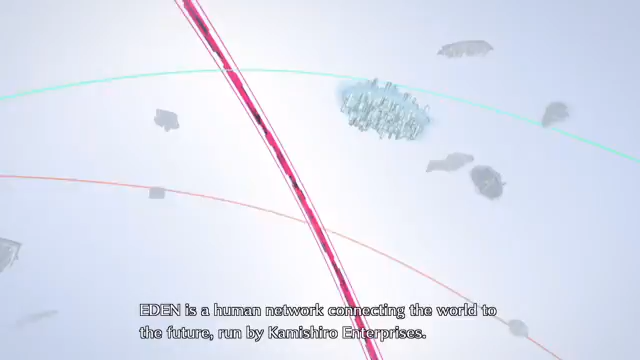 EDEN is a human network connecting the world to
the future, run by Kamishiro Enterprises.